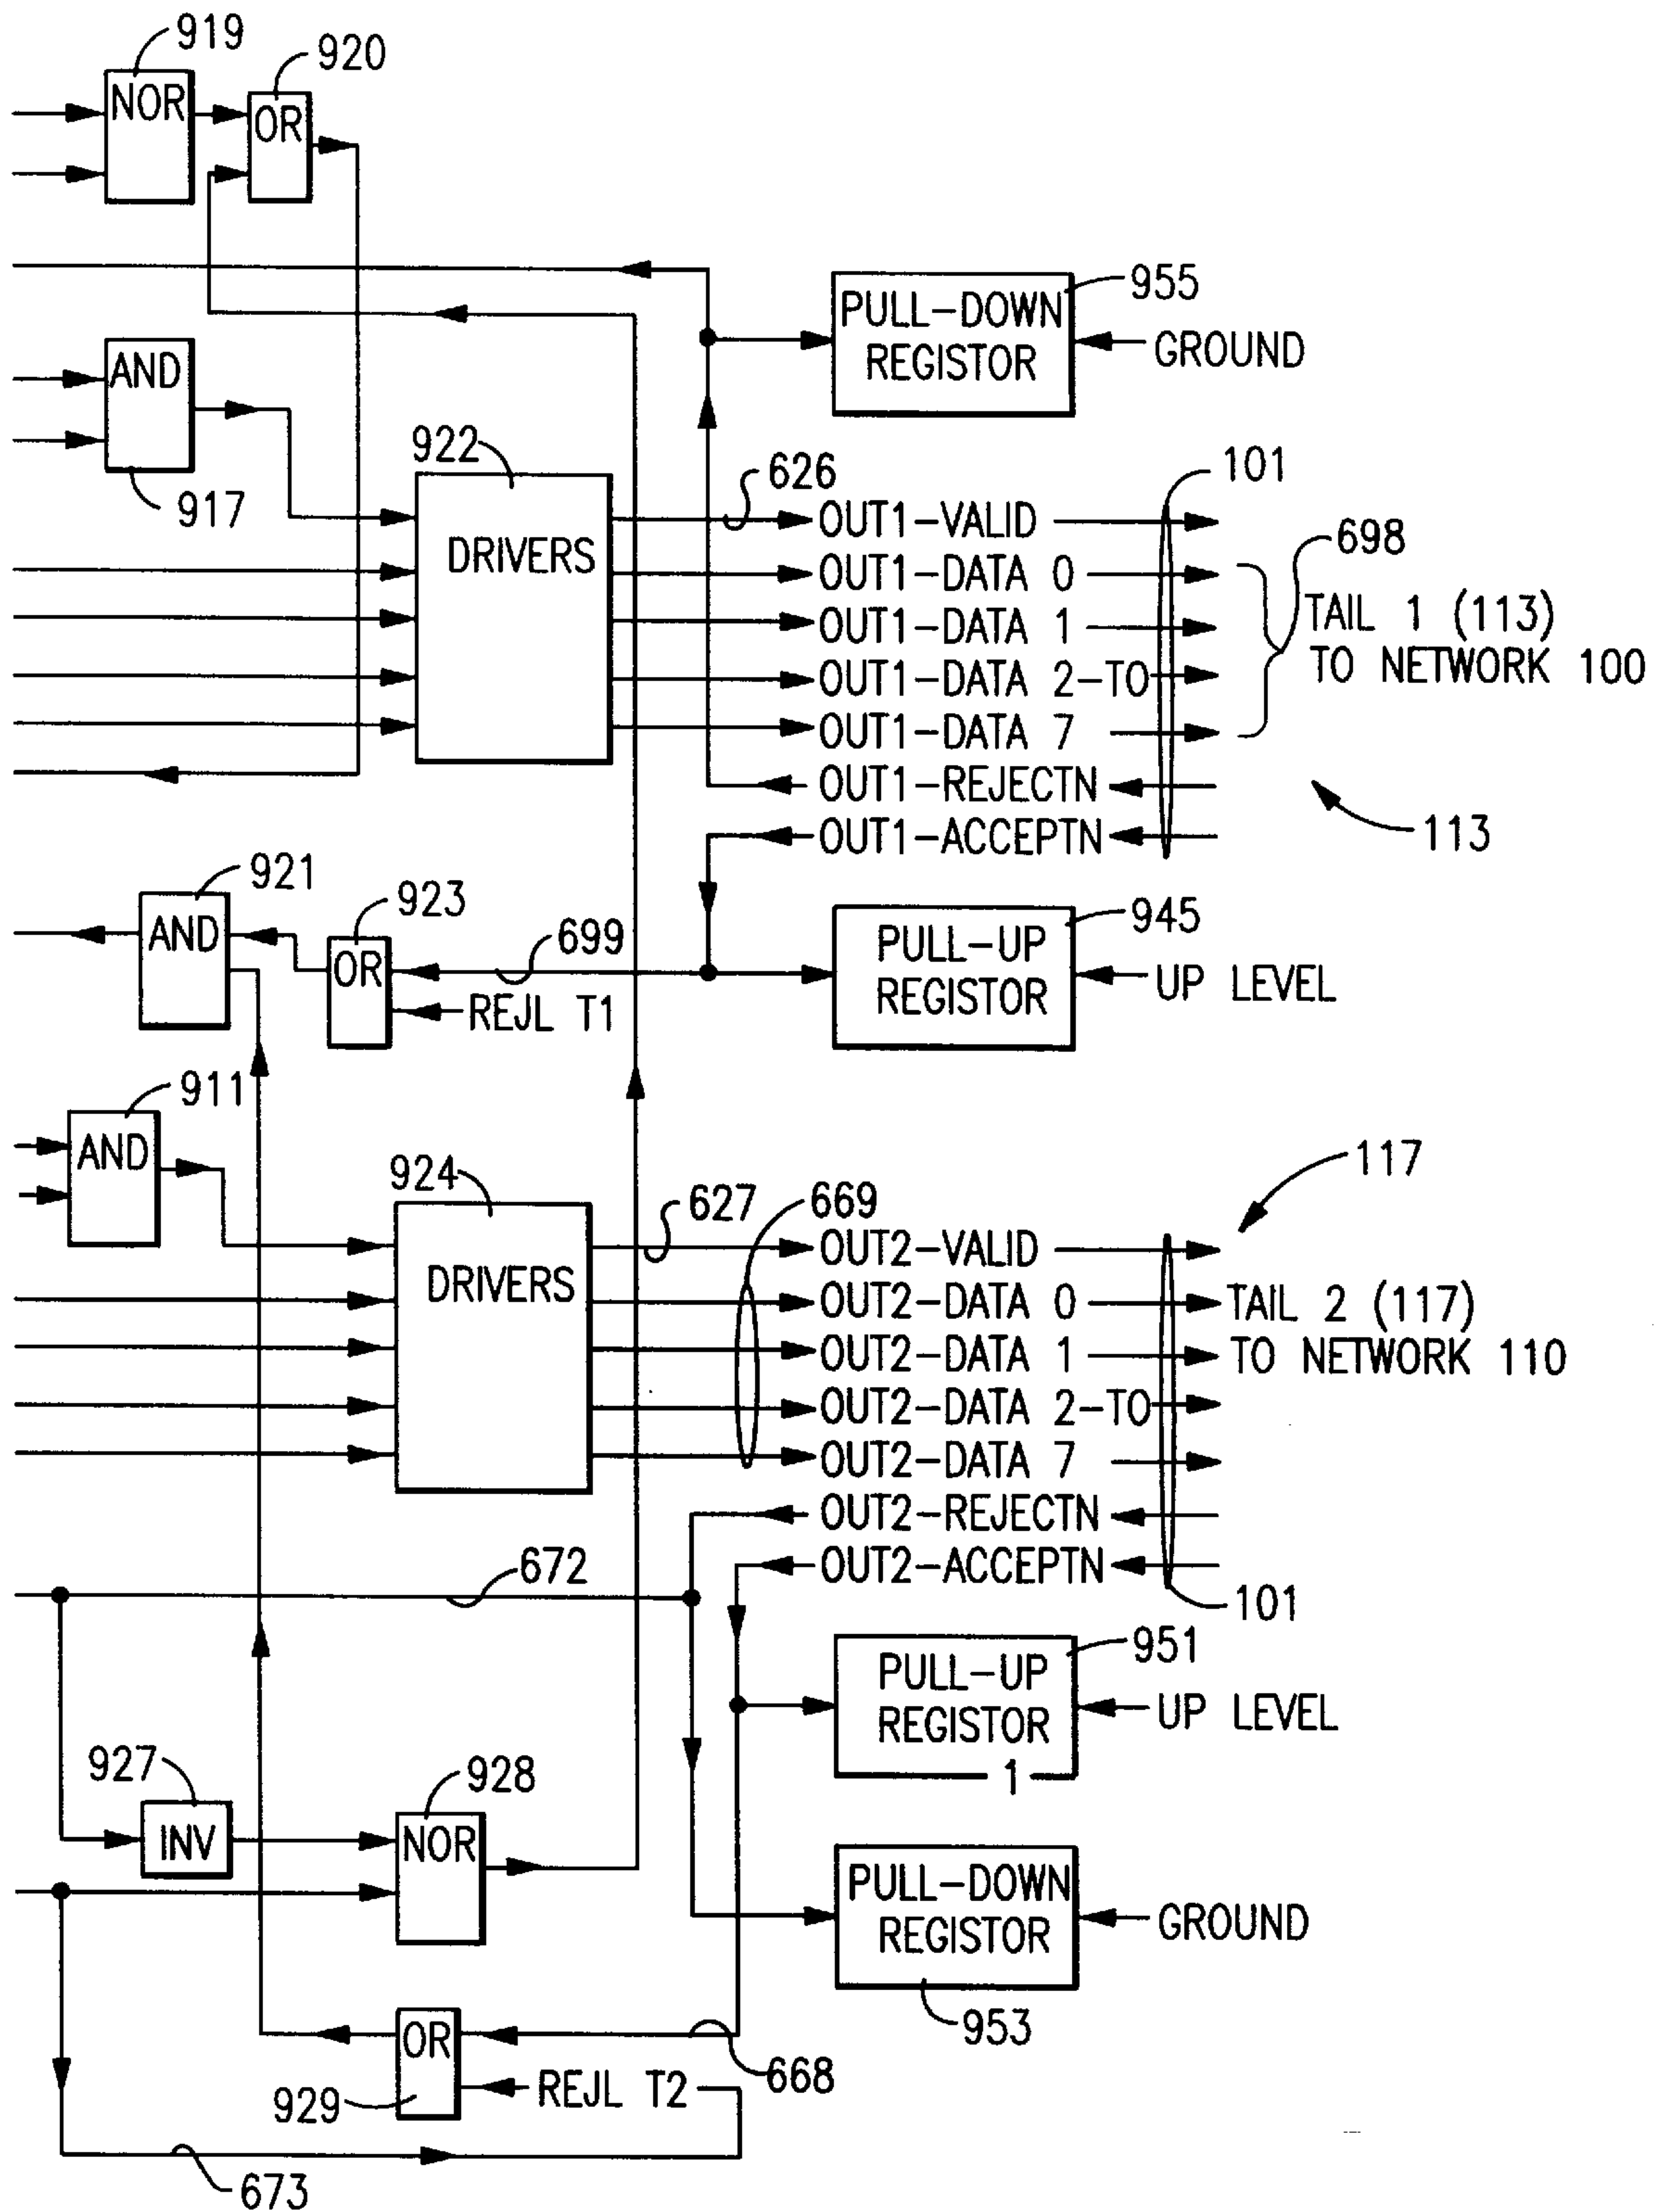 919
920
NOR
OR
955
PULL-DOWN
REGISTOR
GROUND
AND
917
922
DRIVERS
626
101
OUT1-VALID
698
OUT1-DATA 0
OUT1-DATA 1
TAIL 1 (113)
OUT1-DATA 2-TO
TO NETWORK 100
OUT1-DATA 7
OUT1-REJECTN
OUT1-ACCEPTN
113
921
923
AND
OR
699
REJL T1
945
PULL-UP
REGISTOR
UP LEVEL
911
AND
924
DRIVERS
627
669
117
OUT2-VALID
OUT2-DATA 0
TAIL 2 (117)
OUT2-DATA 1
TO NETWORK 110
OUT2-DATA 2-TO
OUT2-DATA 7
OUT2-REJECTN
OUT2-ACCEPTN
672
101
951
PULL-UP
REGISTOR
1
UP LEVEL
927
INV
928
NOR
PULL-DOWN
REGISTOR
GROUND
953
OR
929
668
REJL T2
673